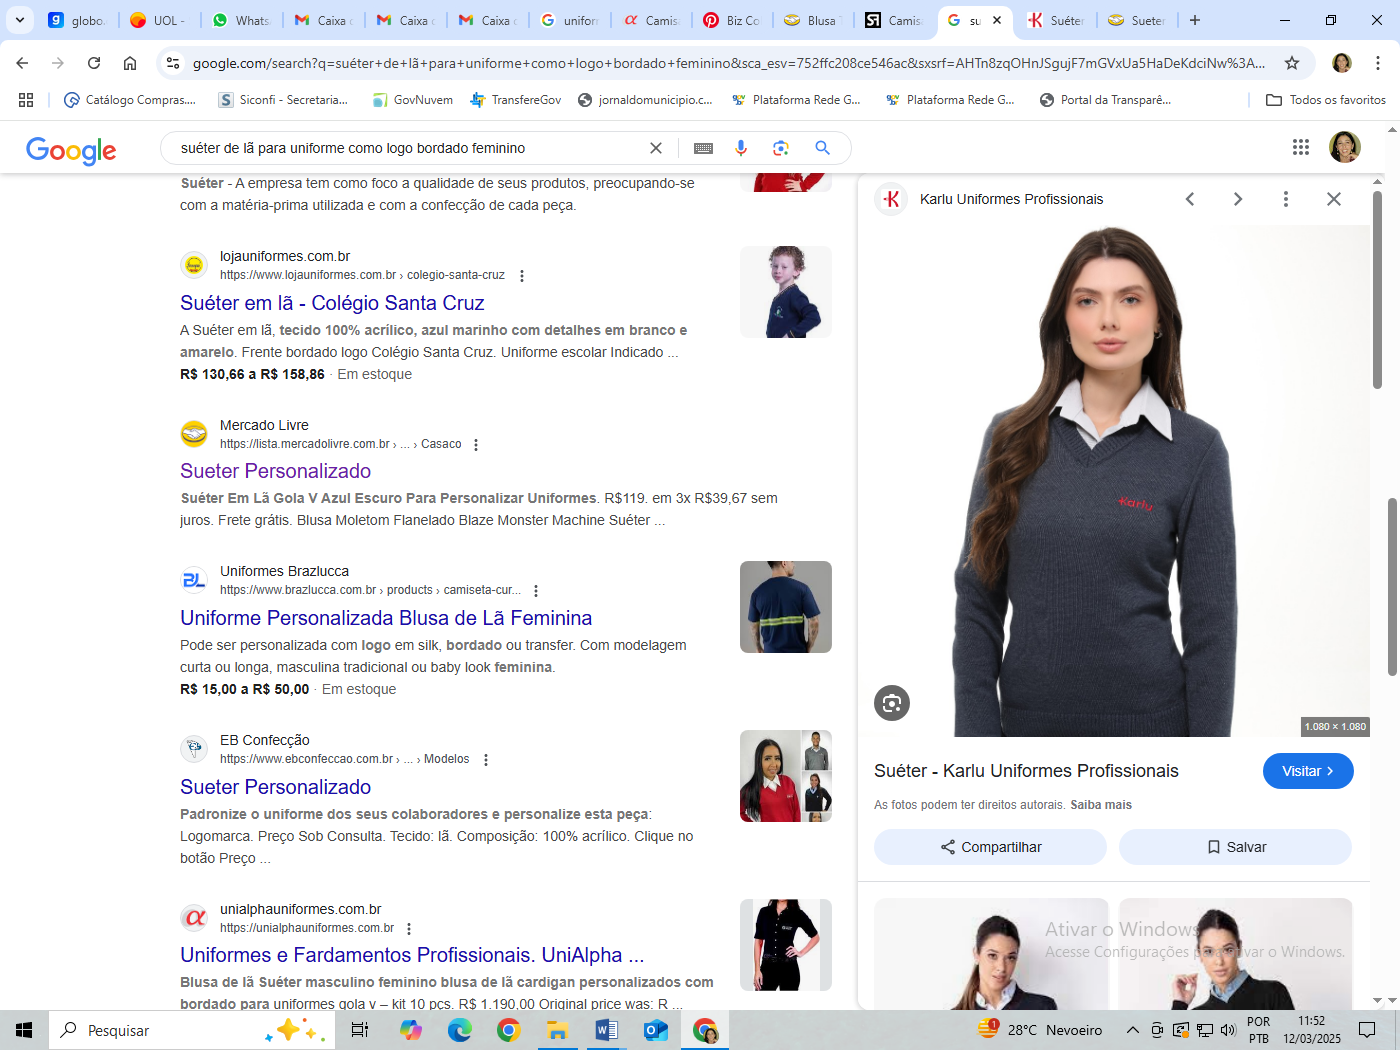 globo.
UOL -
Whats
Caixa
Caixa
Caixa
uniform
Camis
Biz Co
Blusa
Camis
su
Suéter
Sueter
google.com/search?q=suéter+de+lã+para+uniforme+como+logo+bordado+feminino&sca_esv=752ffc208ce546ac&sxsrf=AHTn8zqOHnJSgujF7mGVxUa5HaDeKdciNw%3A...
Catálogo Compras....
Siconfi - Secretaria...
GovNuvem
TransfereGov
jornaldomunicipio.c...
Plataforma Rede G...
Plataforma Rede G...
Portal da Transparê...
Todos os favoritos
Google
suéter de lã para uniforme como logo bordado feminino
Suéter - A empresa tem como foco a qualidade de seus produtos, preocupando-se
com a matéria-prima utilizada e com a confecção de cada peça.
lojauniformes.com.br
https://www.lojauniformes.com.br › colegio-santa-cruz
Suéter em lã - Colégio Santa Cruz
A Suéter em lã, tecido 100% acrílico, azul marinho com detalhes em branco e
amarelo. Frente bordado logo Colégio Santa Cruz. Uniforme escolar Indicado ...
R$ 130,66 a R$ 158,86 · Em estoque
Mercado Livre
https://lista.mercadolivre.com.br › ... › Casaco
Sueter Personalizado
Suéter Em Lã Gola V Azul Escuro Para Personalizar Uniformes. R$119. em 3x R$39,67 sem
juros. Frete grátis. Blusa Moletom Flanelado Blaze Monster Machine Suéter ...
Uniformes Brazlucca
https://www.brazlucca.com.br › products › camiseta-cur...
Uniforme Personalizada Blusa de Lã Feminina
Pode ser personalizada com logo em silk, bordado ou transfer. Com modelagem
curta ou longa, masculina tradicional ou baby look feminina.
R$ 15,00 a R$ 50,00 · Em estoque
EB Confecção
https://www.ebconfeccao.com.br › ... › Modelos
Sueter Personalizado
Padronize o uniforme dos seus colaboradores e personalize esta peça:
Logomarca. Preço Sob Consulta. Tecido: lã. Composição: 100% acrílico. Clique no
botão Preço ...
unialphauniformes.com.br
https://unialphauniformes.com.br
Uniformes e Fardamentos Profissionais. UniAlpha ...
Blusa de lã Suéter masculino feminino blusa de lã cardigan personalizados com
bordado para uniformes gola v – kit 10 pcs. R$ 1.190,00 Original price was: R ...
Karlu Uniformes Profissionais
Karlu
1.080 × 1.080
Suéter - Karlu Uniformes Profissionais
Visitar
As fotos podem ter direitos autorais. Saiba mais
Compartilhar
Salvar
Ativar o Windows
Acesse Configurações para ativar o Windows.
Pesquisar
28°C Nevoeiro
POR
PTB
11:52
12/03/2025